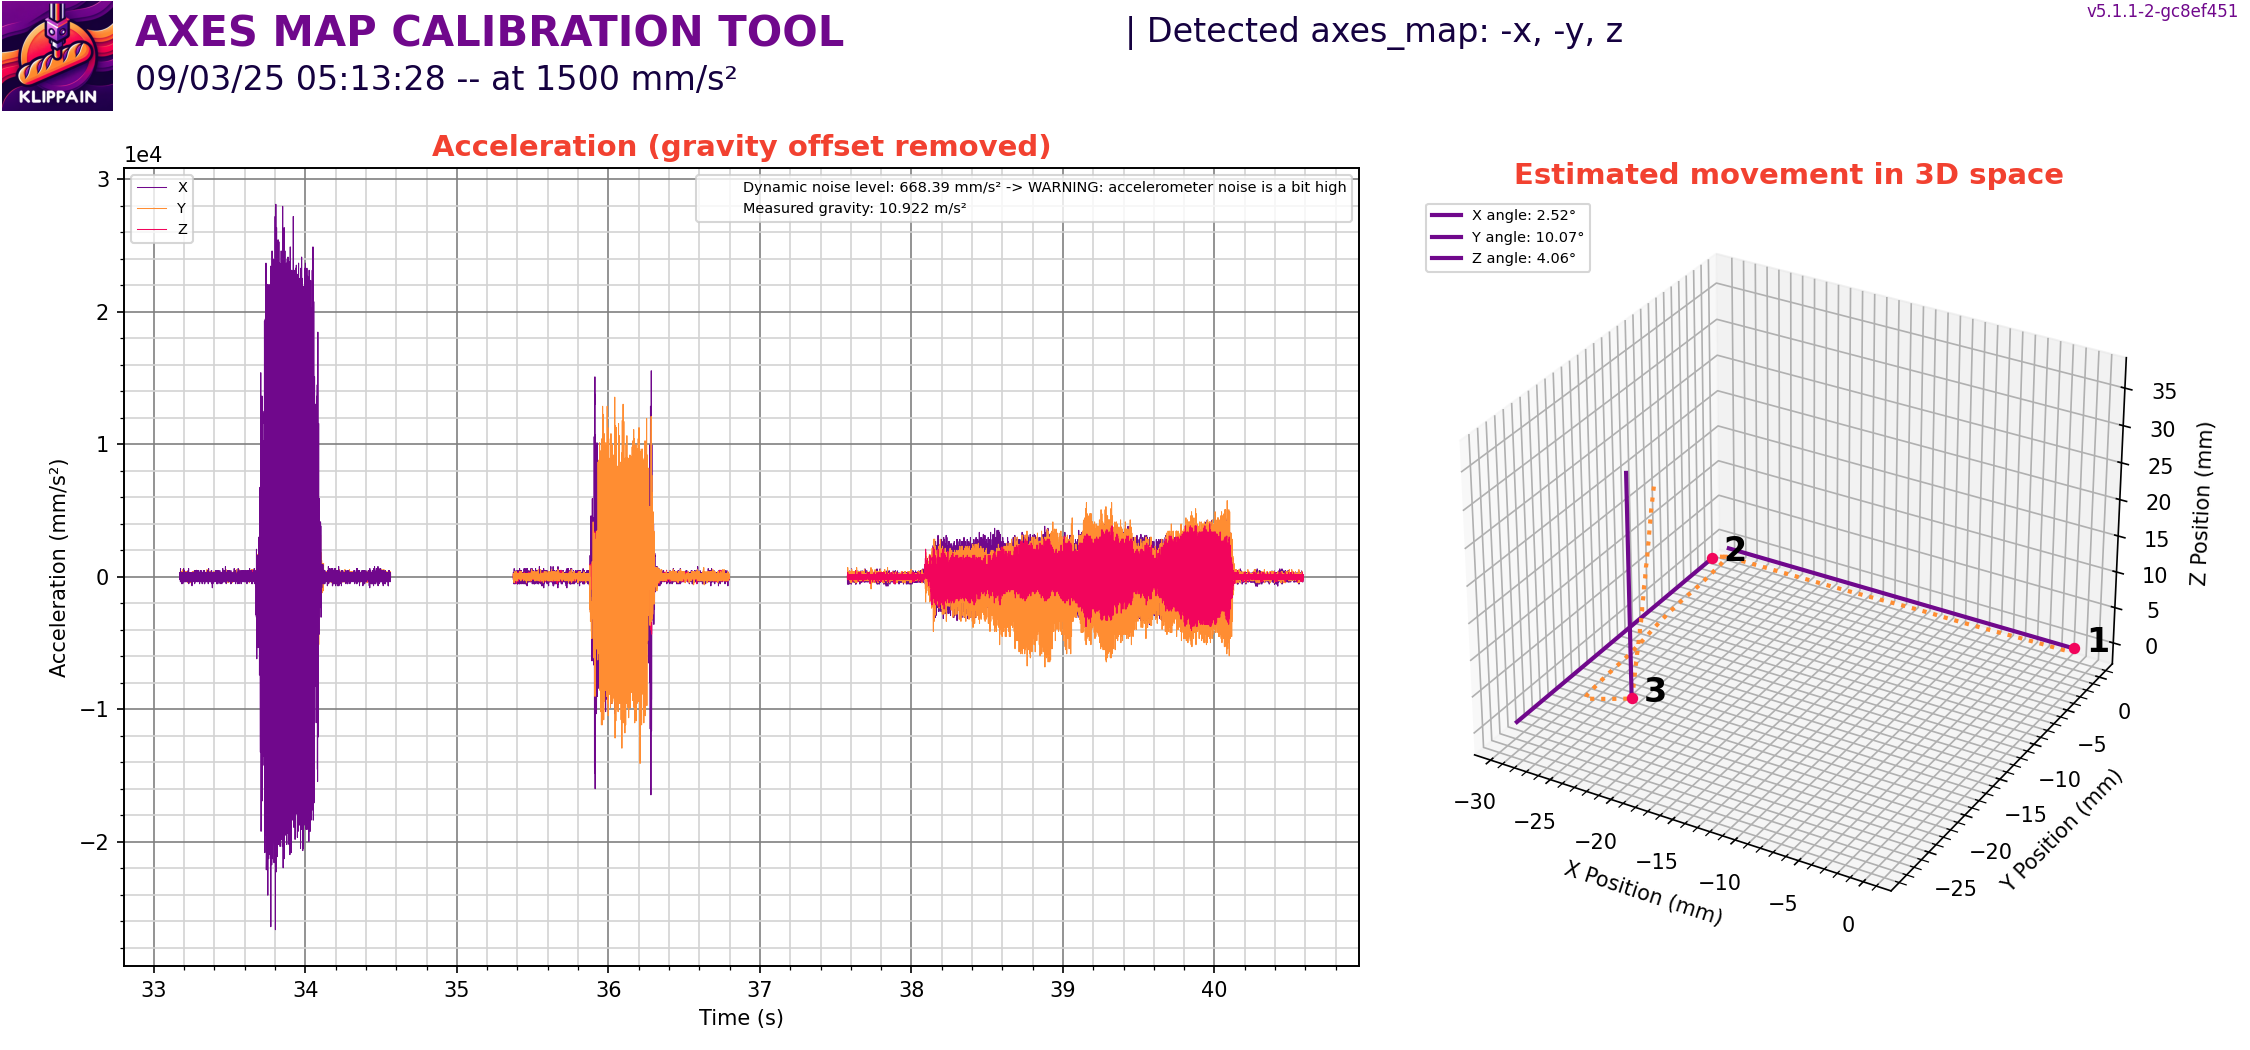 KLIPPAIN
AXES MAP CALIBRATION TOOL
| Detected axes_map: -x, -y, z
v5.1.1-2-gc8ef451
09/03/25 05:13:28 -- at 1500 mm/s²
Acceleration (gravity offset removed)
1e4
X
Y
Z
Dynamic noise level: 668.39 mm/s² -> WARNING: accelerometer noise is a bit high
Measured gravity: 10.922 m/s²
3
2
1
0
−1
−2
Acceleration (mm/s²)
33
34
35
36
37
38
39
40
Time (s)
Estimated movement in 3D space
X angle: 2.52°
Y angle: 10.07°
Z angle: 4.06°
1
2
3
35
30
25
20
15
10
5
0
Z Position (mm)
0
−5
−10
−15
−20
−25
Y Position (mm)
−30
−25
−20
−15
−10
−5
0
X Position (mm)